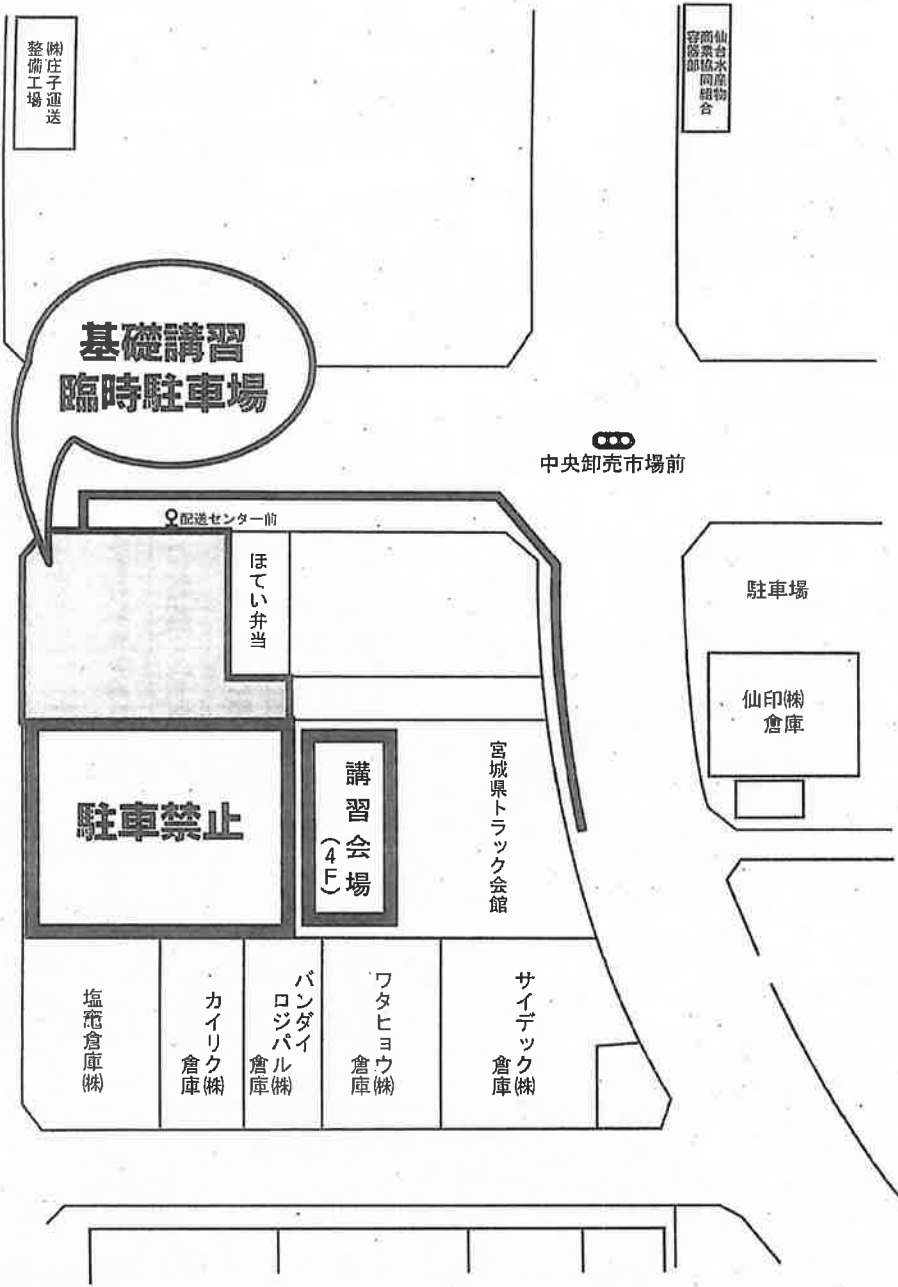 ㈱庄子運送
整備工場
仙台水産物
商業協同組合
容器部
基礎講習
臨時駐車場
中央卸売市場前
配送センター前
ほてい弁当
駐車場
仙印㈱
倉庫
駐車禁止
講習会場
(4F)
宮城県トラック会館
塩竈倉庫㈱
カイリク㈱
倉庫
バンダイ
ロジパル㈱
倉庫
ワタヒョウ㈱
倉庫
サイデック㈱
倉庫